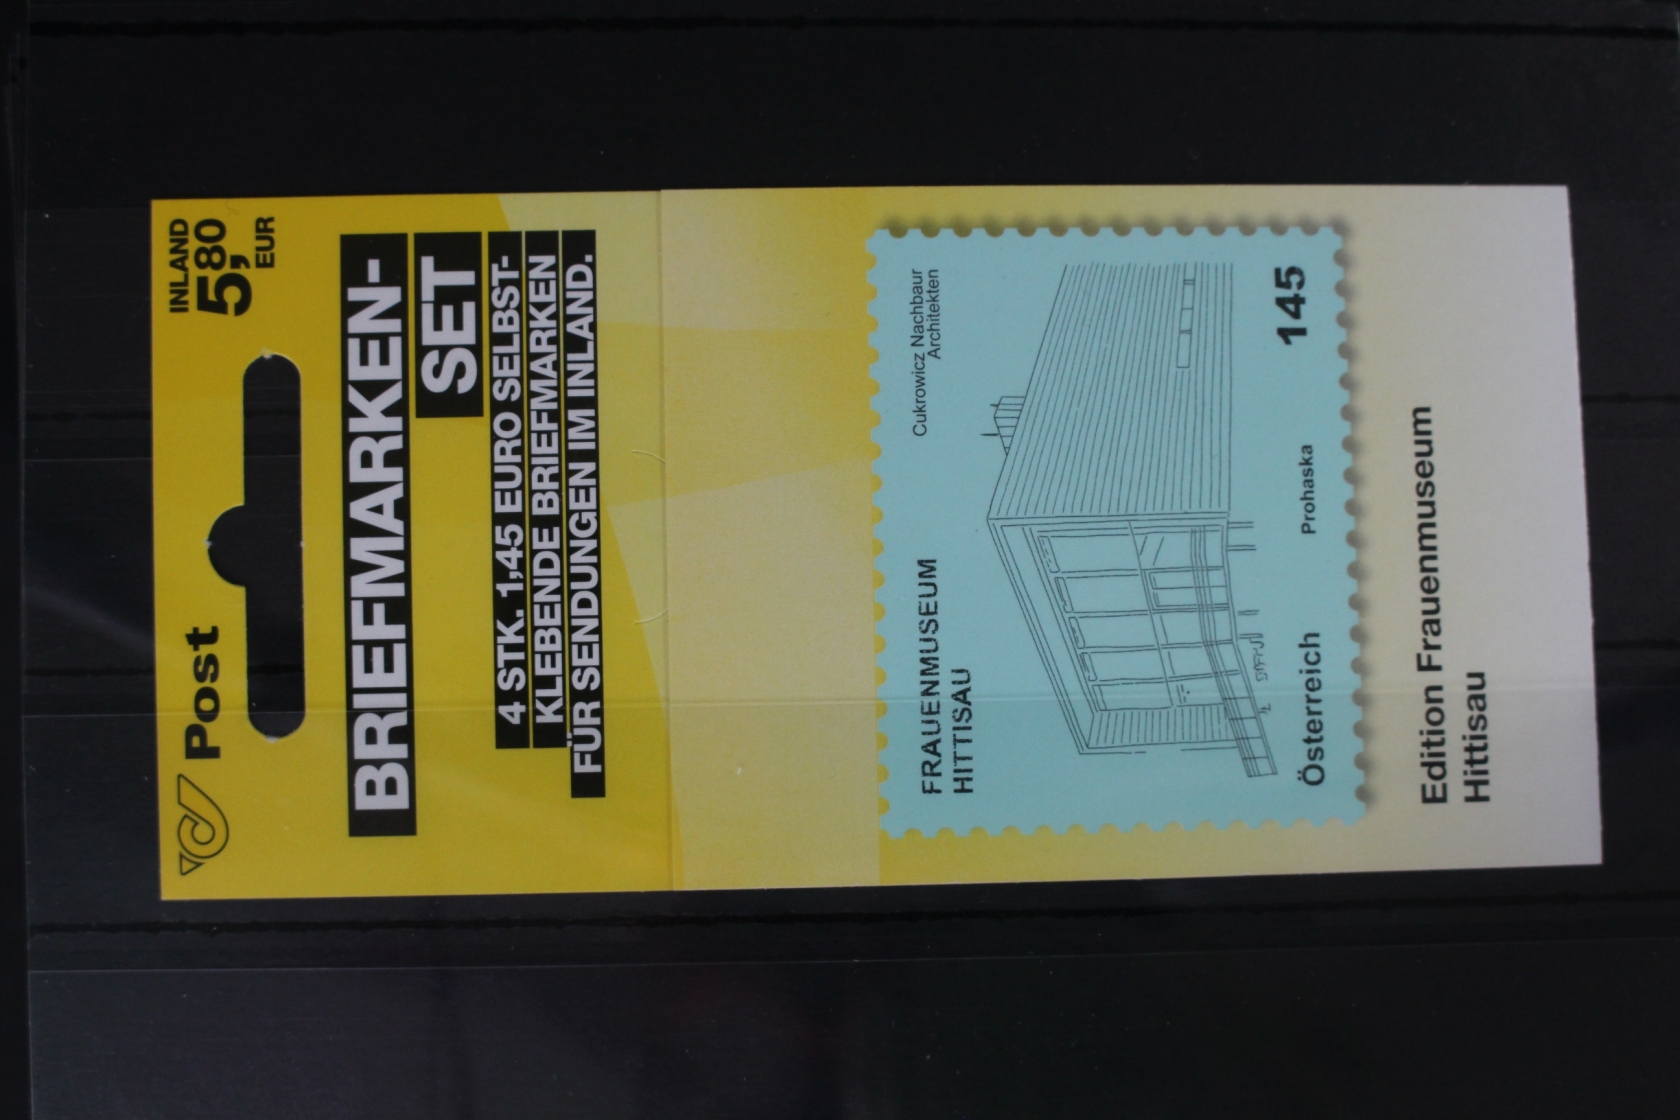 Post
INLAND
5,80
EUR
BRIEFMARKEN-
SET
4 STK. 1,45 EURO SELBST-
KLEBENDE BRIEFMARKEN
FÜR SENDUNGEN IM INLAND.
FRAUENMUSEUM
HITTISAU
Cukrowicz Nachbaur
Architekten
Österreich
Prohaska
145
Edition Frauenmuseum
Hittisau